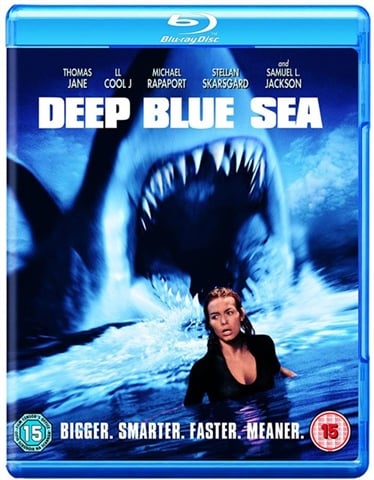 Blu-ray Disc
THOMAS JANE
LL COOL J
MICHAEL RAPAPORT
STELLAN SKARSGARD
and SAMUEL L. JACKSON
DEEP BLUE SEA
BIGGER. SMARTER. FASTER. MEANER.
15
15